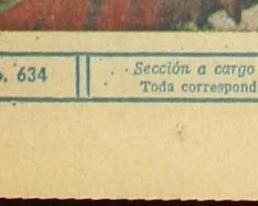 . 634
Sección a cargo
Toda correspond